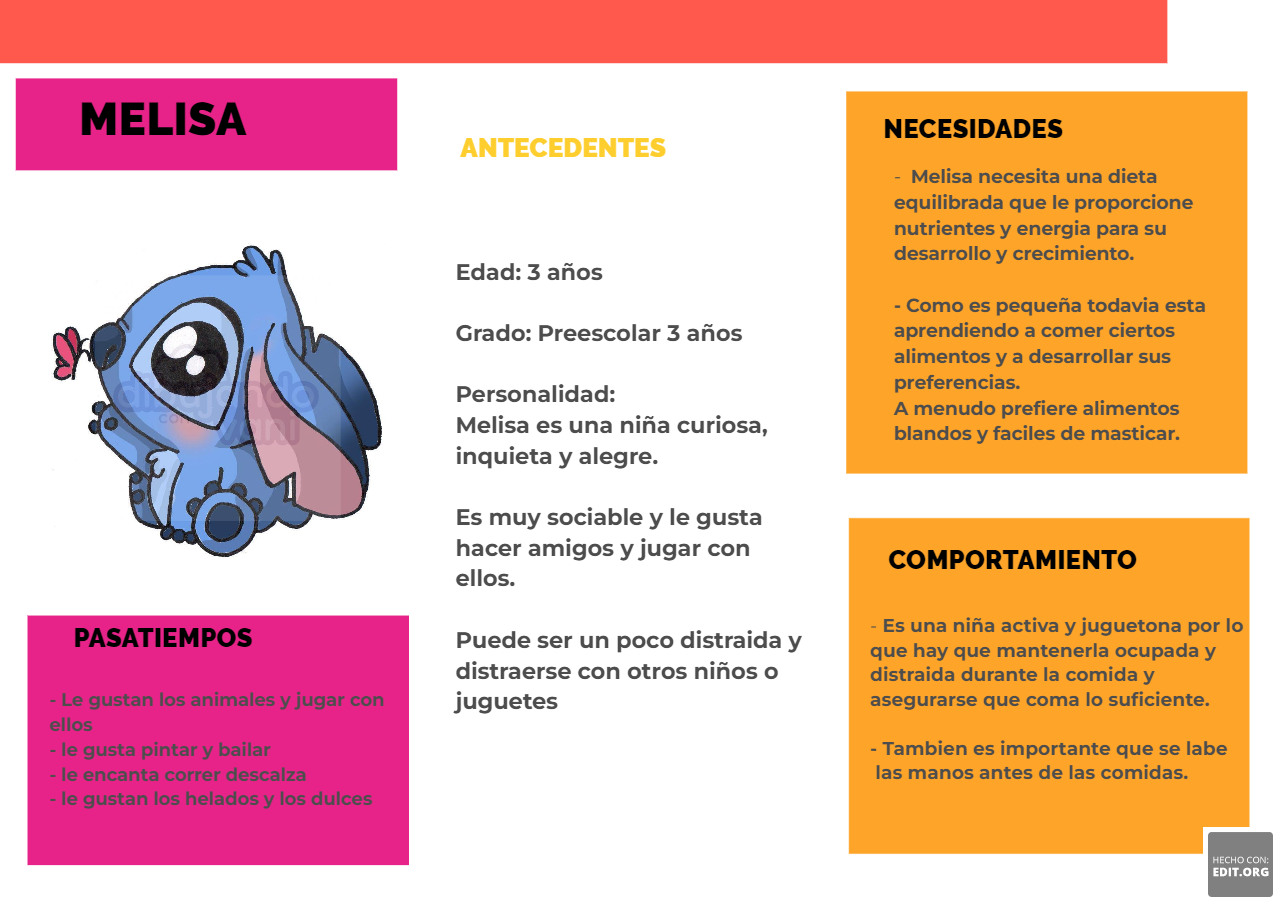 MELISA
ANTECEDENTES
Edad: 3 años
Grado: Preescolar 3 años
Personalidad:
Melisa es una niña curiosa,
inquieta y alegre.
Es muy sociable y le gusta
hacer amigos y jugar con
ellos.
Puede ser un poco distraida y
distraerse con otros niños o
juguetes
NECESIDADES
- Melisa necesita una dieta
equilibrada que le proporcione
nutrientes y energia para su
desarrollo y crecimiento.
- Como es pequeña todavia esta
aprendiendo a comer ciertos
alimentos y a desarrollar sus
preferencias.
A menudo prefiere alimentos
blandos y faciles de masticar.
PASATIEMPOS
- Le gustan los animales y jugar con
ellos
- le gusta pintar y bailar
- le encanta correr descalza
- le gustan los helados y los dulces
COMPORTAMIENTO
- Es una niña activa y juguetona por lo
que hay que mantenerla ocupada y
distraida durante la comida y
asegurarse que coma lo suficiente.
- Tambien es importante que se labe
las manos antes de las comidas.
dibujando
con
HECHO CON:
EDIT.ORG